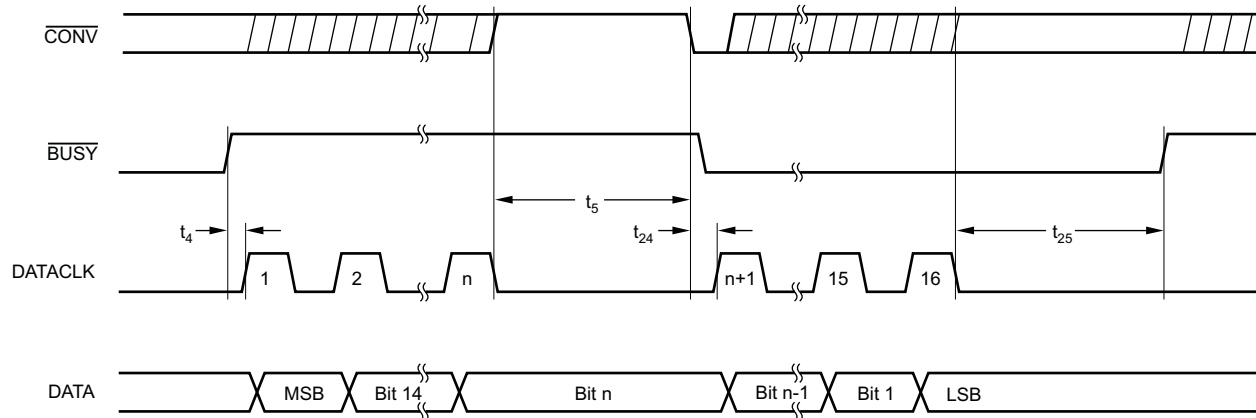 CONV
BUSY
t5
t4
t24
t25
DATACLK
1
2
n
n+1
15
16
DATA
MSB
Bit 14
Bit n
Bit n-1
Bit 1
LSB